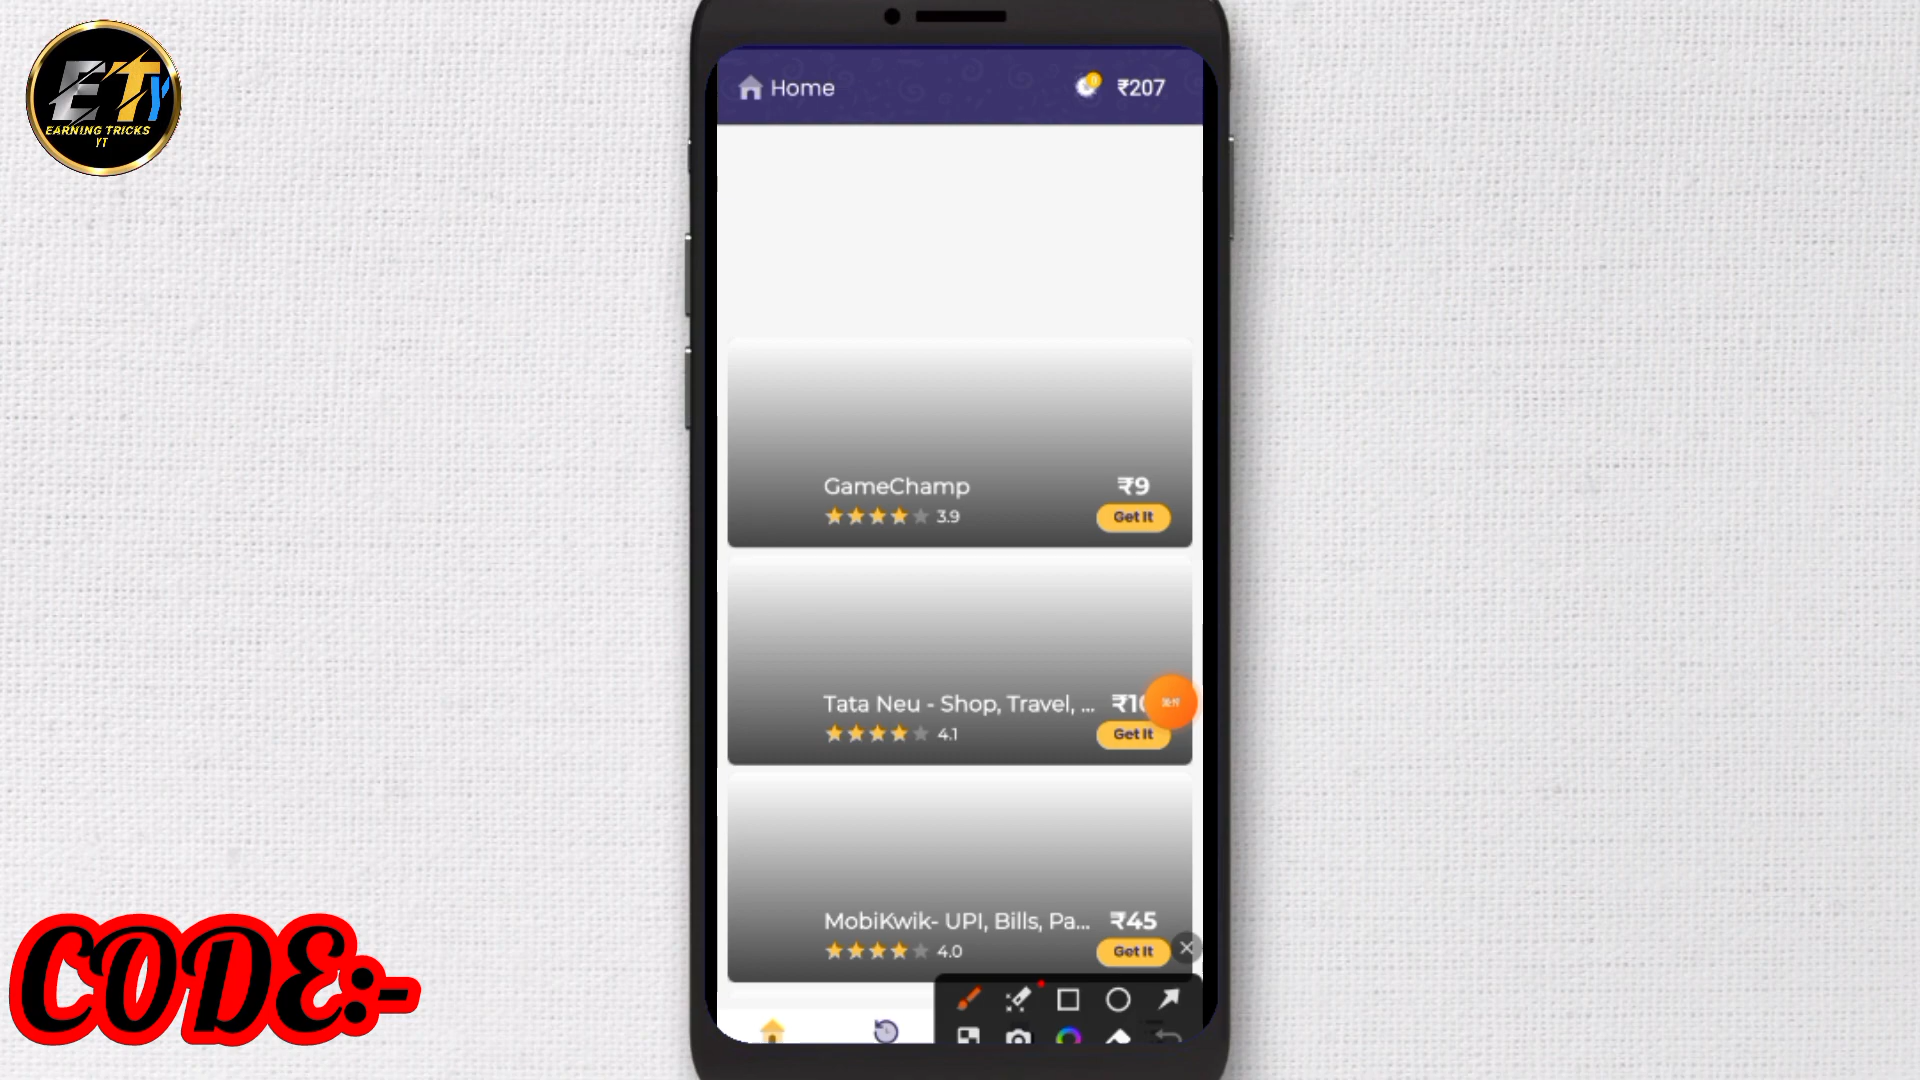 ETY
EARNING TRICKS
YT
Home
₹207
GameChamp
₹9
3.9
Get It
Tata Neu - Shop, Travel, ...
4.1
Get It
MobiKwik- UPI, Bills, Pa...
₹45
4.0
Get It
CODE:-